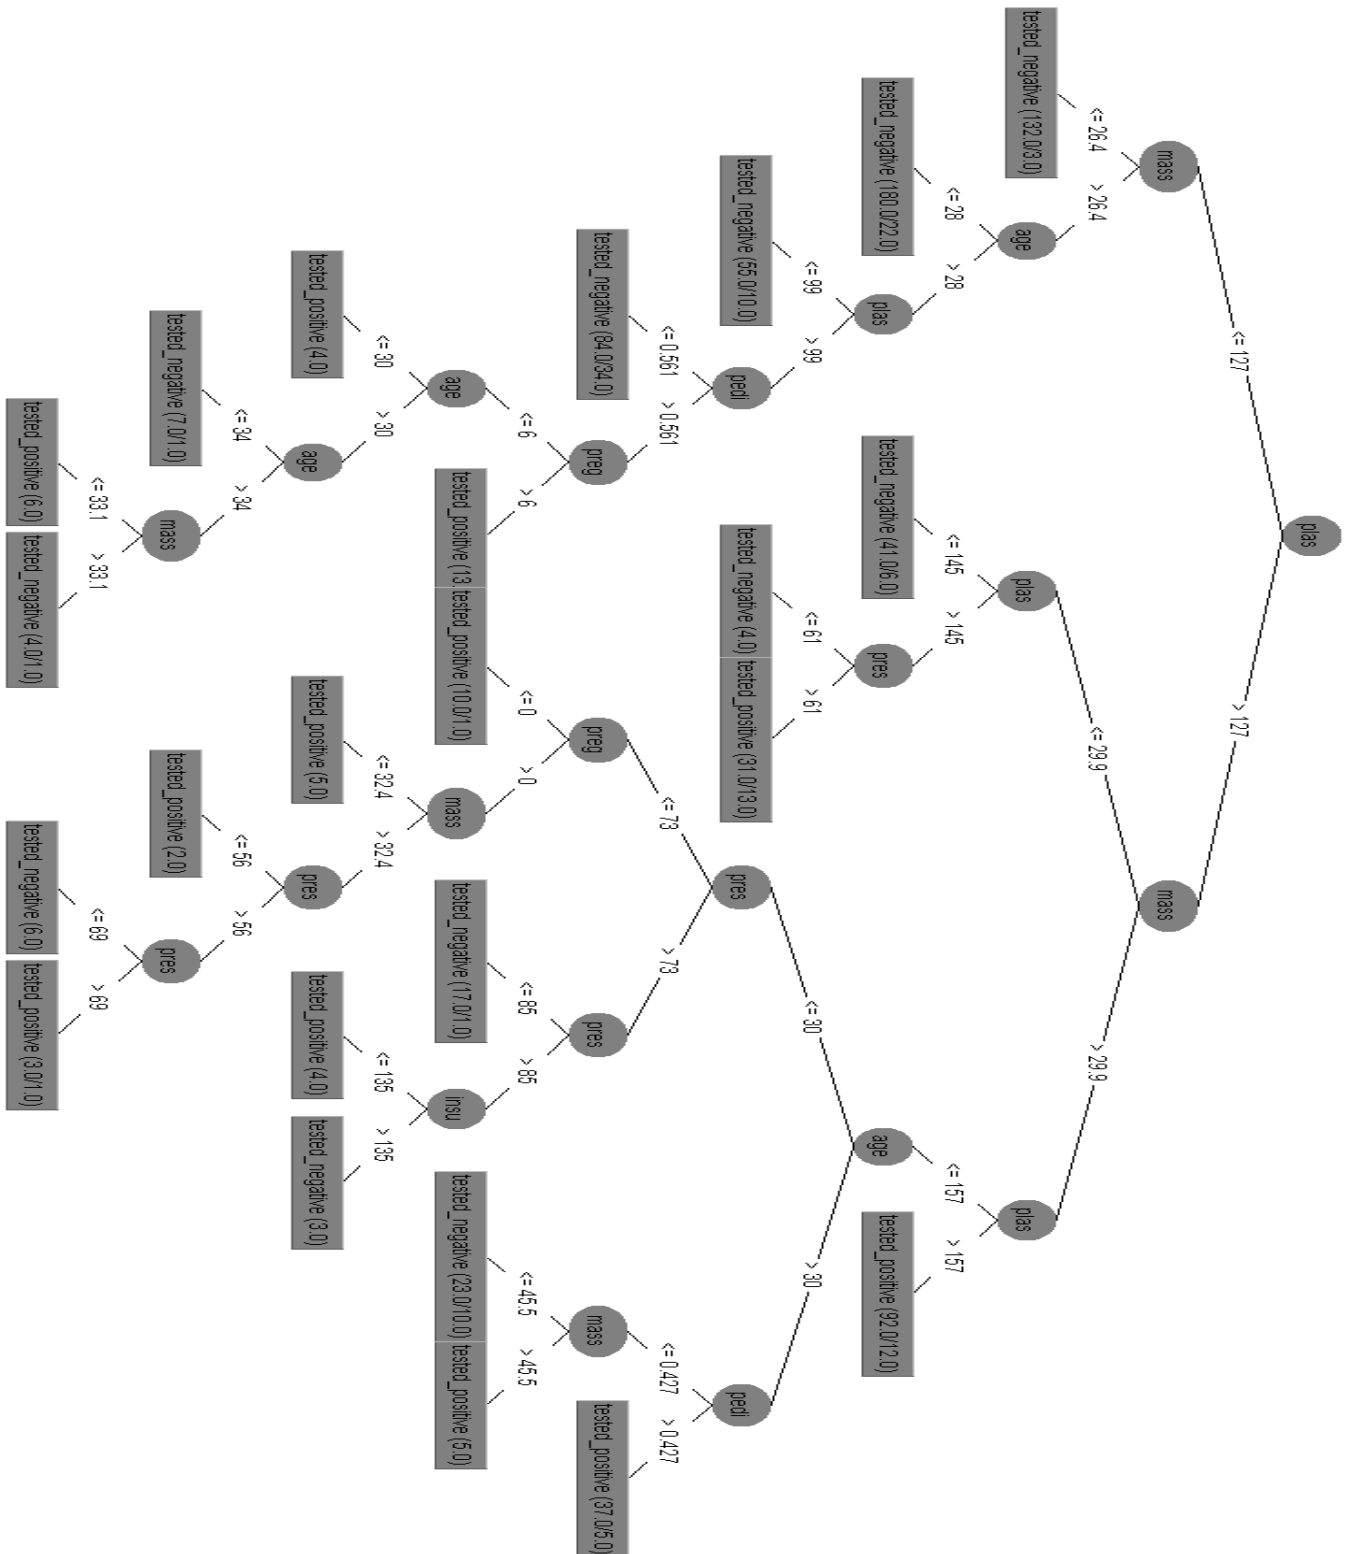 plas
<= 127
> 127
mass
mass
<= 26.4
> 26.4
<= 29.9
> 29.9
tested_negative (132.0/3.0)
age
plas
plas
<= 28
> 28
<= 145
> 145
<= 157
> 157
tested_negative (180.0/22.0)
plas
tested_negative (41.0/6.0)
pres
age
tested_positive (92.0/12.0)
<= 99
> 99
<= 61
> 61
<= 30
> 30
tested_negative (55.0/10.0)
pedi
tested_negative (4.0)
tested_positive (31.0/13.0)
pres
pedi
<= 0.561
> 0.561
<= 73
> 73
<= 0.427
> 0.427
tested_negative (84.0/34.0)
preg
preg
pres
mass
tested_positive (37.0/5.0)
<= 6
> 6
<= 0
> 0
<= 85
> 85
<= 45.5
> 45.5
age
tested_positive (13.
tested_positive (10.0/1.0)
mass
tested_negative (17.0/1.0)
insu
tested_negative (23.0/10.0)
tested_positive (5.0)
<= 30
> 30
<= 32.4
> 32.4
<= 135
> 135
tested_positive (4.0)
age
tested_positive (5.0)
pres
tested_positive (4.0)
tested_negative (3.0)
<= 34
> 34
<= 56
> 56
tested_negative (7.0/1.0)
mass
tested_positive (2.0)
pres
<= 33.1
> 33.1
<= 69
> 69
tested_positive (6.0)
tested_negative (4.0/1.0)
tested_negative (6.0)
tested_positive (3.0/1.0)